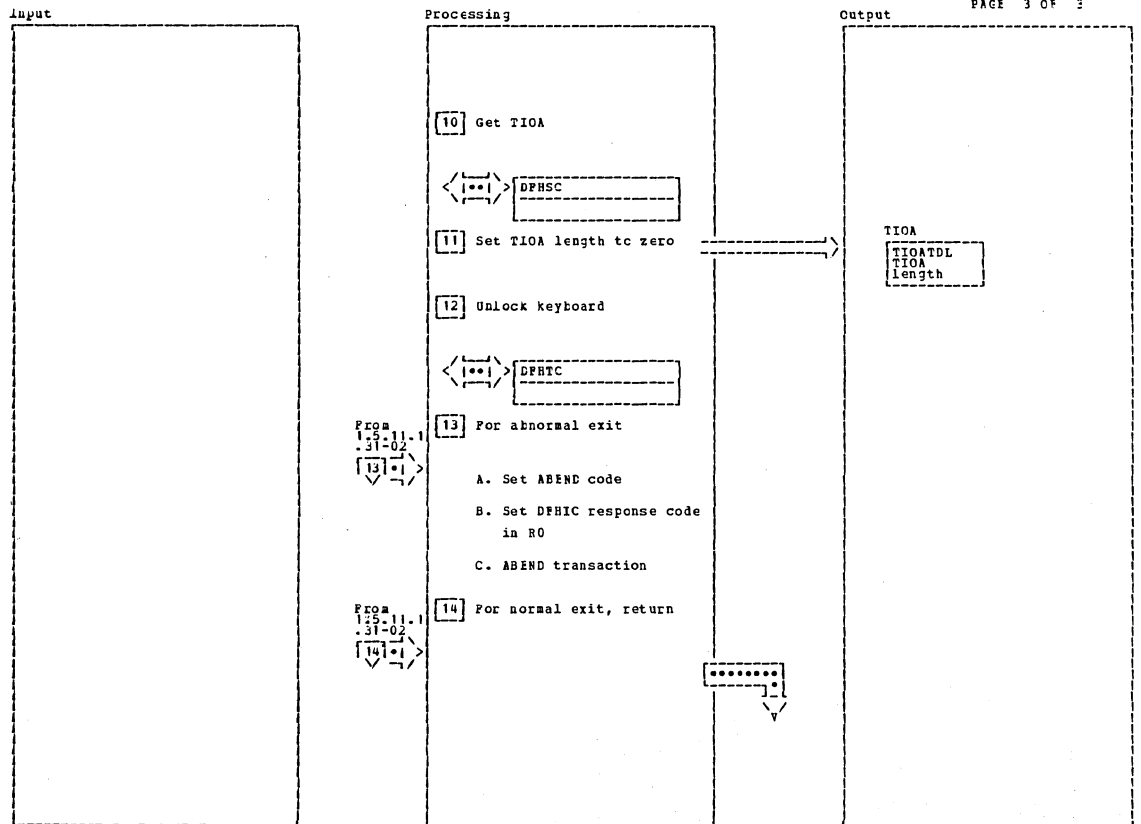 PAGE 3 OF 3
Input
Processing
Output
10 Get TIOA
DFHSC
11 Set TIOA length to zero
TIOA
TIOATDL
TIOA
length
12 Unlock keyboard
DFHTC
From
1.5.11.1
.31-02
13
13 For abnormal exit
A. Set ABEND code
B. Set DFHIC response code
in R0
C. ABEND transaction
From
1.5.11.1
.31-02
14
14 For normal exit, return